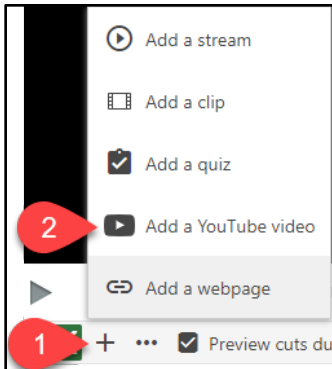 Add a stream
Add a clip
Add a quiz
2
Add a YouTube video
Add a webpage
1
Preview cuts du